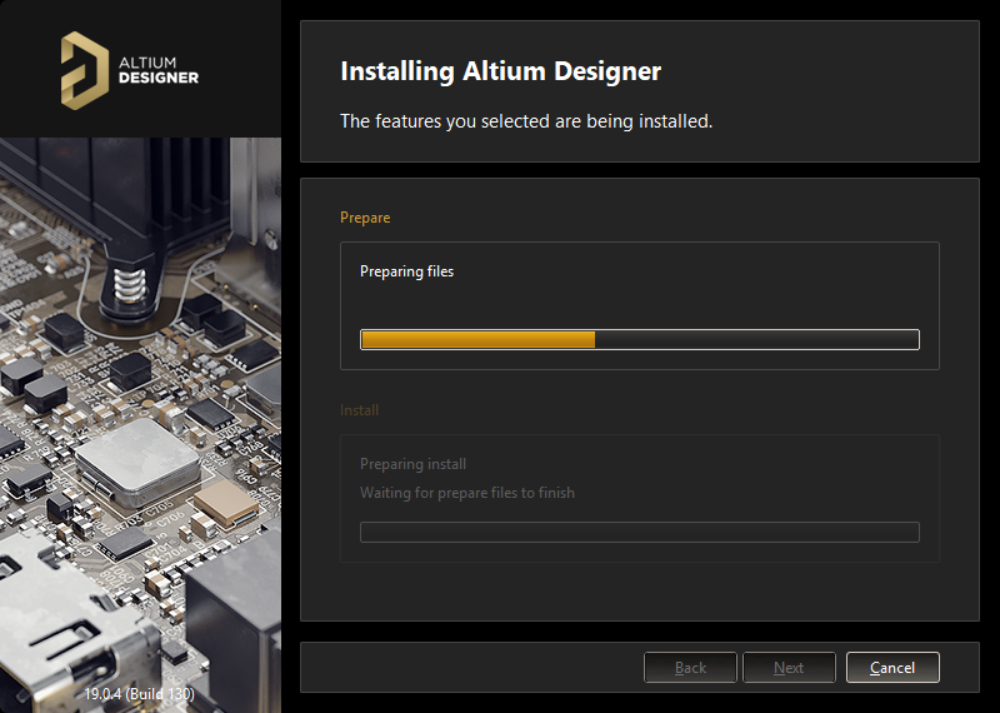 ALTIUM
DESIGNER
Installing Altium Designer
The features you selected are being installed.
Prepare
Preparing files
Install
Preparing install
Waiting for prepare files to finish
19.0.4 (Build 130)
Back
Next
Cancel